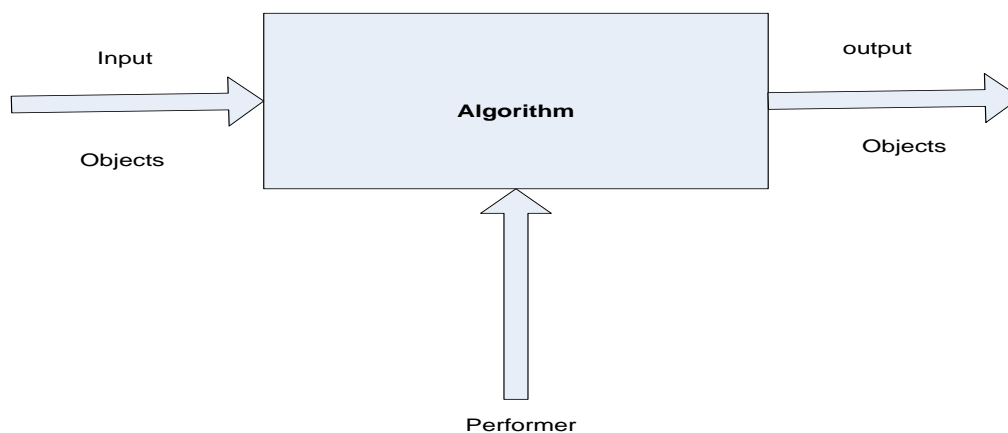 Input
Objects
Algorithm
output
Objects
Performer